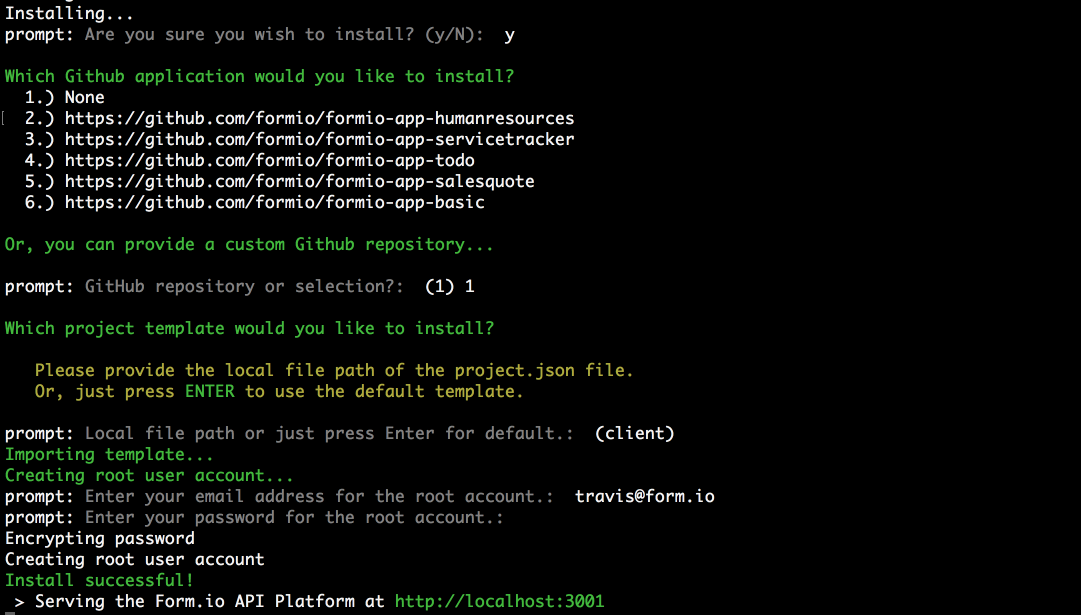 Installing...
prompt: Are you sure you wish to install? (y/N):  y
Which Github application would you like to install?
1.) None
[ 2.) https://github.com/formio/formio-app-humanresources
3.) https://github.com/formio/formio-app-servicetracker
4.) https://github.com/formio/formio-app-todo
5.) https://github.com/formio/formio-app-salesquote
6.) https://github.com/formio/formio-app-basic
Or, you can provide a custom Github repository...
prompt: GitHub repository or selection?:  (1) 1
Which project template would you like to install?
Please provide the local file path of the project.json file.
Or, just press ENTER to use the default template.
prompt: Local file path or just press Enter for default.:  (client)
Importing template...
Creating root user account...
prompt: Enter your email address for the root account.:  travis@form.io
prompt: Enter your password for the root account.:
Encrypting password
Creating root user account
Install successful!
> Serving the Form.io API Platform at http://localhost:3001